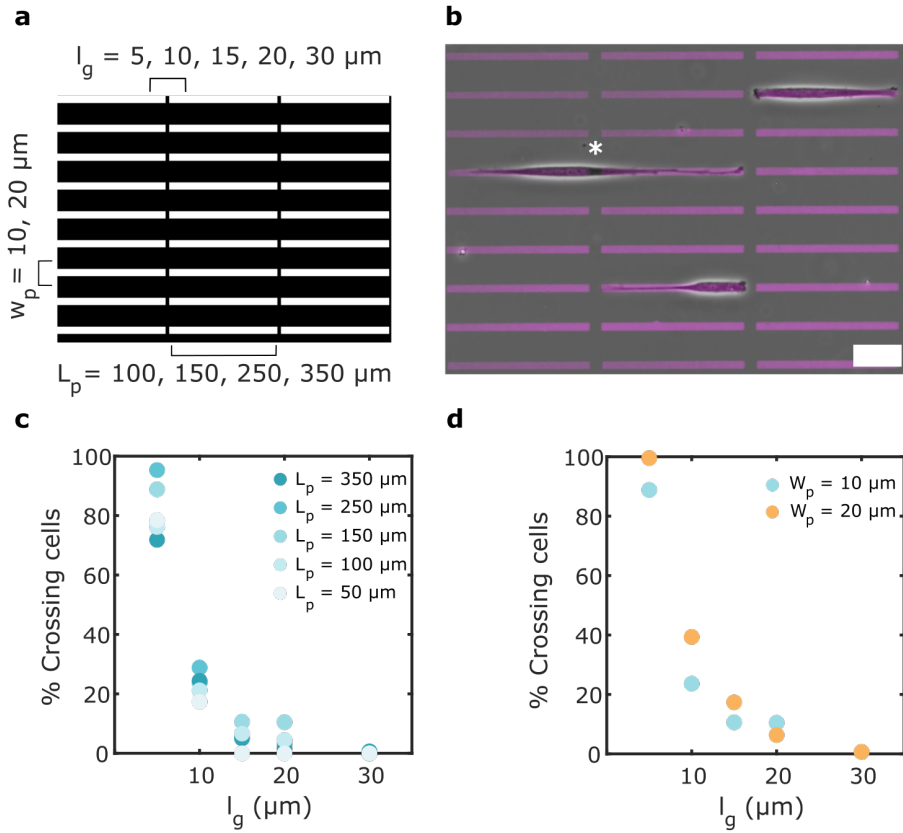 a
l_g = 5, 10, 15, 20, 30 μm
w_p = 10, 20 μm
L_p = 100, 150, 250, 350 μm
b
*
c
% Crossing cells
100
80
60
40
20
0
10
20
30
l_g (μm)
L_p = 350 μm
L_p = 250 μm
L_p = 150 μm
L_p = 100 μm
L_p = 50 μm
d
% Crossing cells
100
80
60
40
20
0
10
20
30
l_g (μm)
W_p = 10 μm
W_p = 20 μm